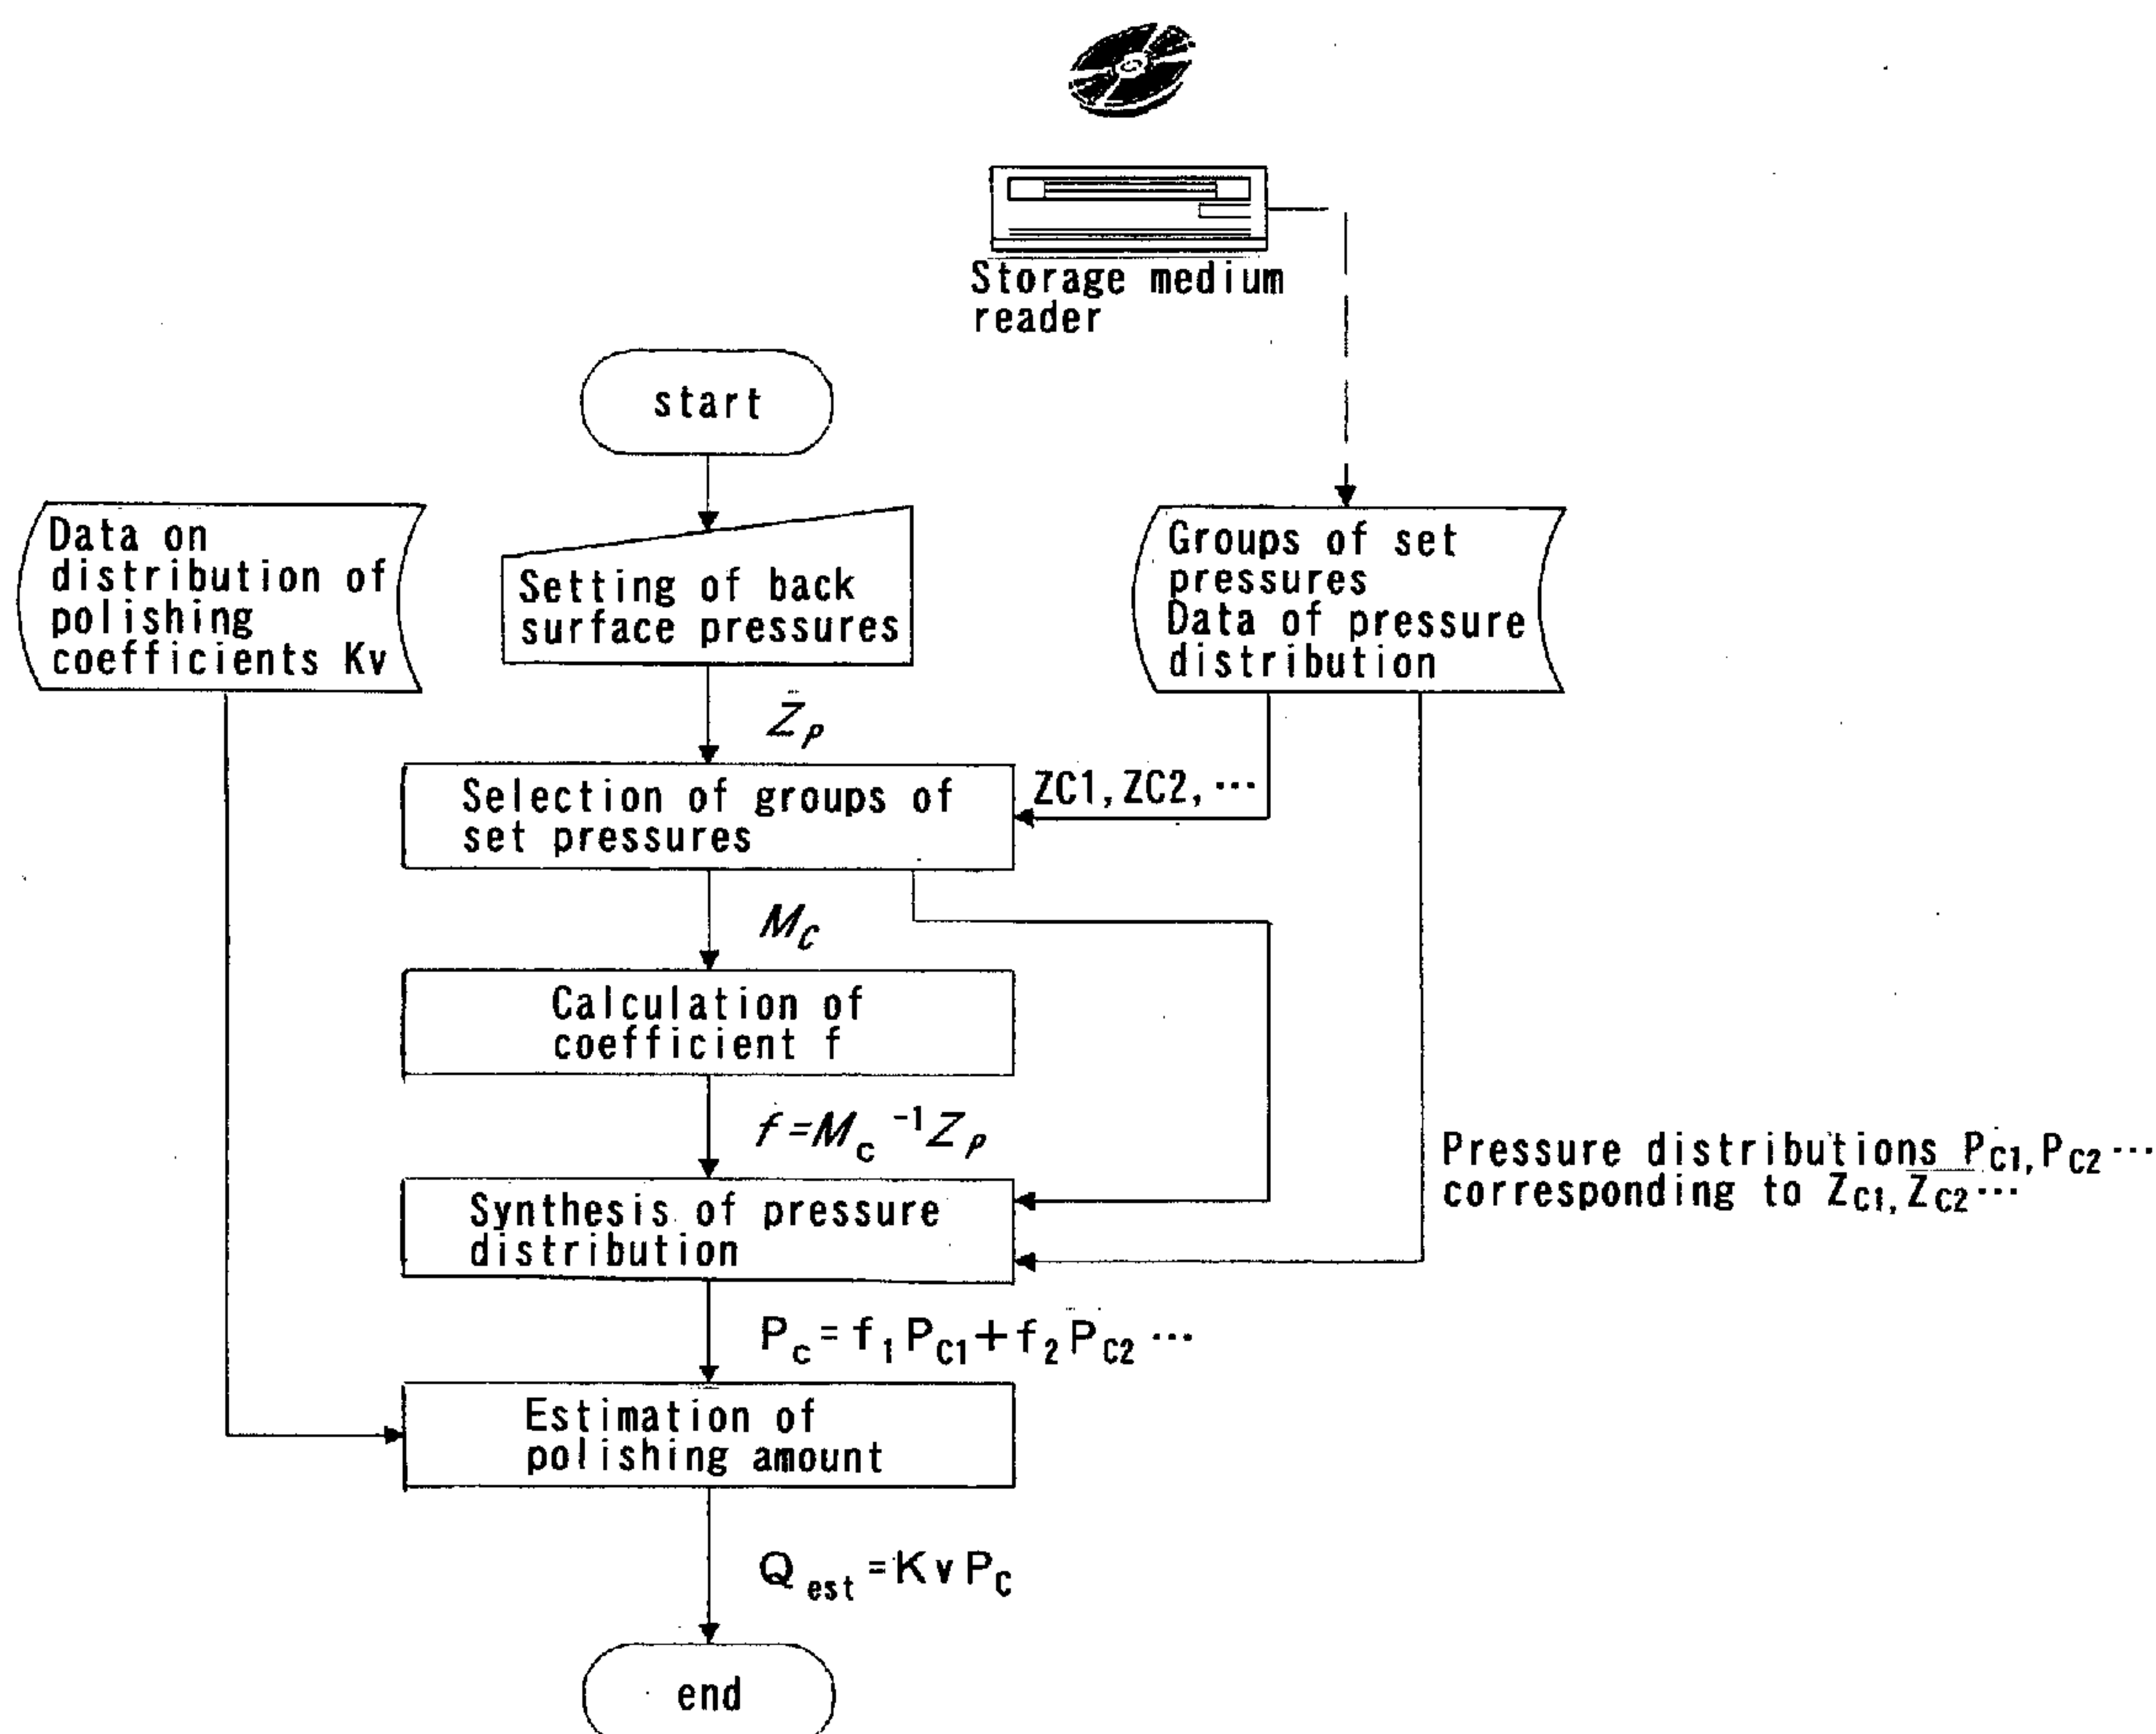 Storage medium
reader
start
Data on
distribution of
polishing
coefficients Kv
Setting of back
surface pressures
Groups of set
pressures
Data of pressure
distribution
Z_P
Selection of groups of
set pressures
ZC1, ZC2, ···
M_C
Calculation of
coefficient f
f=M_c^-1 Z_P
Pressure distributions P_C1, P_C2 ···
corresponding to Z_C1, Z_C2 ···
Synthesis of pressure
distribution
P_c = f_1 P_C1 + f_2 P_C2 ···
Estimation of
polishing amount
Q_est = Kv P_C
end